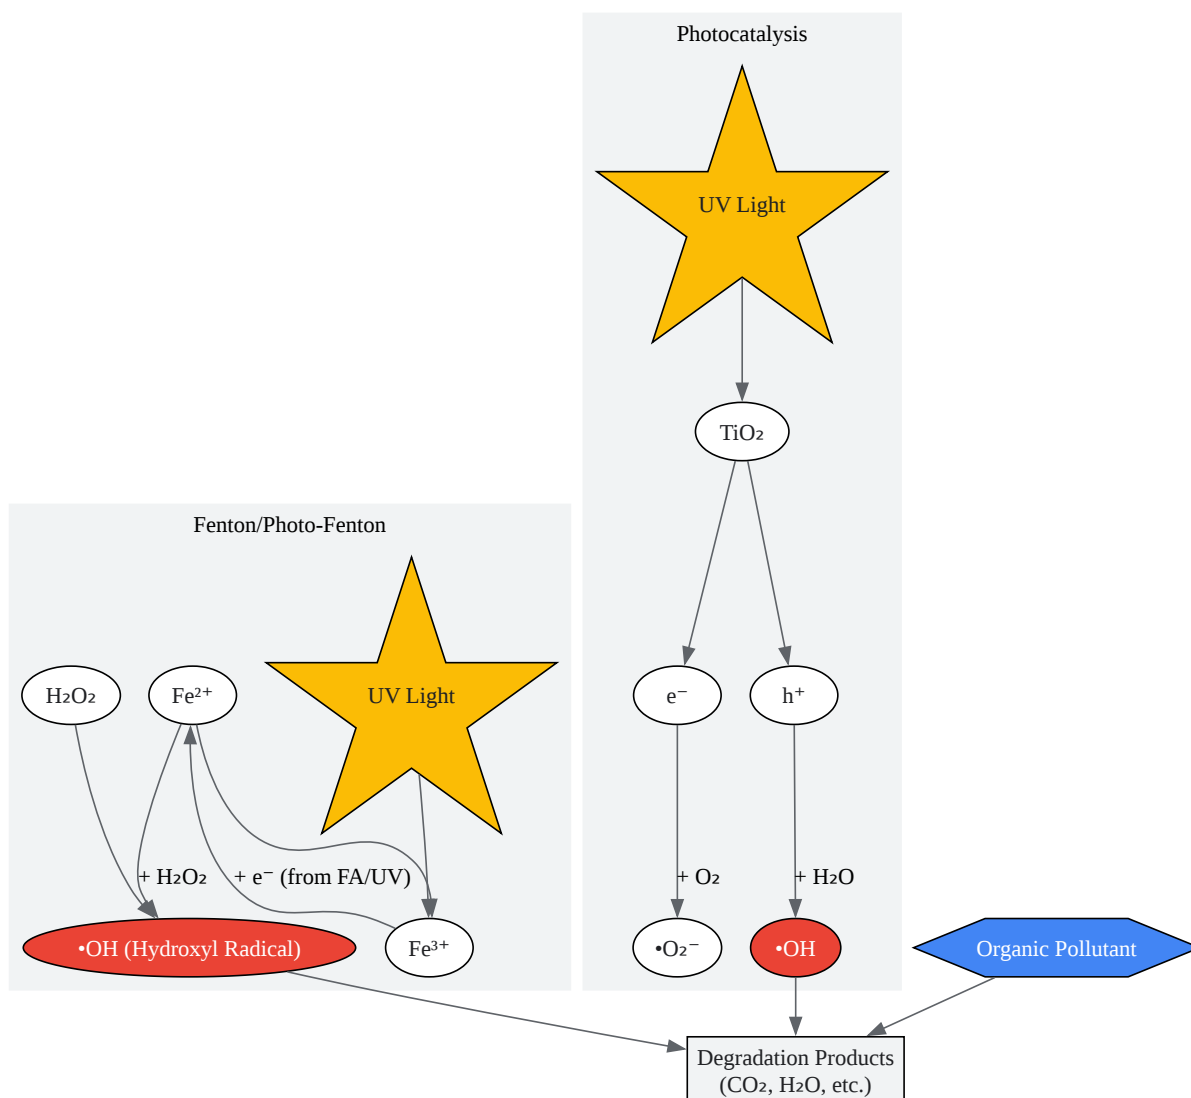 Photocatalysis
UV Light
TiO₂
Fenton/Photo-Fenton
UV Light
H₂O₂
Fe²⁺
e⁻
h⁺
+ H₂O₂
+ e⁻ (from FA/UV)
+ O₂
+ H₂O
•OH (Hydroxyl Radical)
Fe³⁺
•O₂⁻
•OH
Organic Pollutant
Degradation Products
(CO₂, H₂O, etc.)